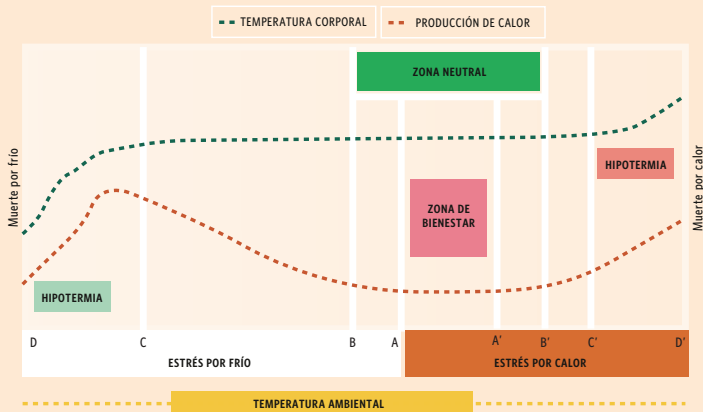 TEMPERATURA CORPORAL
PRODUCCIÓN DE CALOR
ZONA NEUTRAL
Muerte por frío
Muerte por calor
HIPOTERMIA
ZONA DE
BIENESTAR
HIPOTERMIA
D C B A A' B' C' D'
ESTRÉS POR FRÍO
ESTRÉS POR CALOR
TEMPERATURA AMBIENTAL